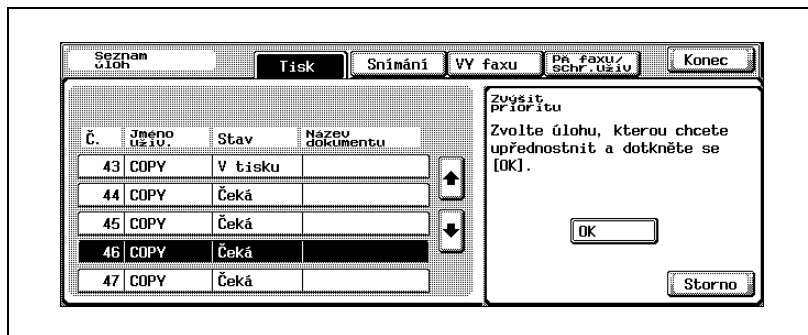 Seznam
úloh
Tisk
Snímání
VY faxu
PŘ faxu/
schr.uživ
Konec
Č.
Jméno
uživ.
Stav
Název
dokumentu
43 COPY V tisku
44 COPY Čeká
45 COPY Čeká
46 COPY Čeká
47 COPY Čeká
Zvýšit
prioritu
Zvolte úlohu, kterou chcete
upřednostnit a dotkněte se
[OK].
OK
Storno